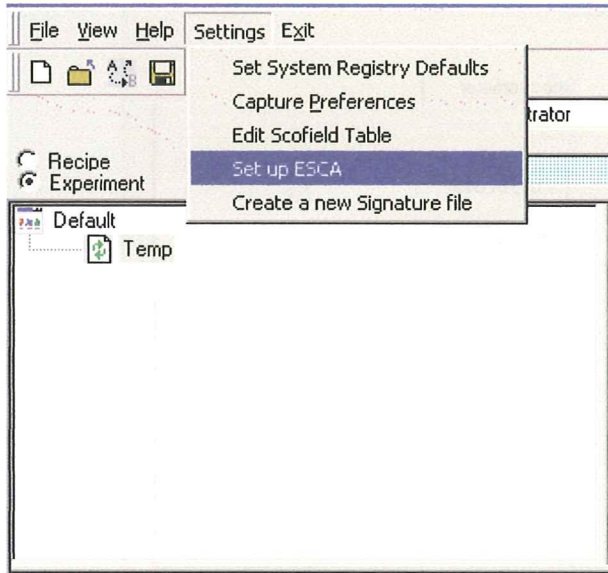 File View Help Settings Exit
Set System Registry Defaults
Capture Preferences
Edit Scofield Table
Set up ESCA
Create a new Signature file
trator
Recipe
Experiment
Default
Temp